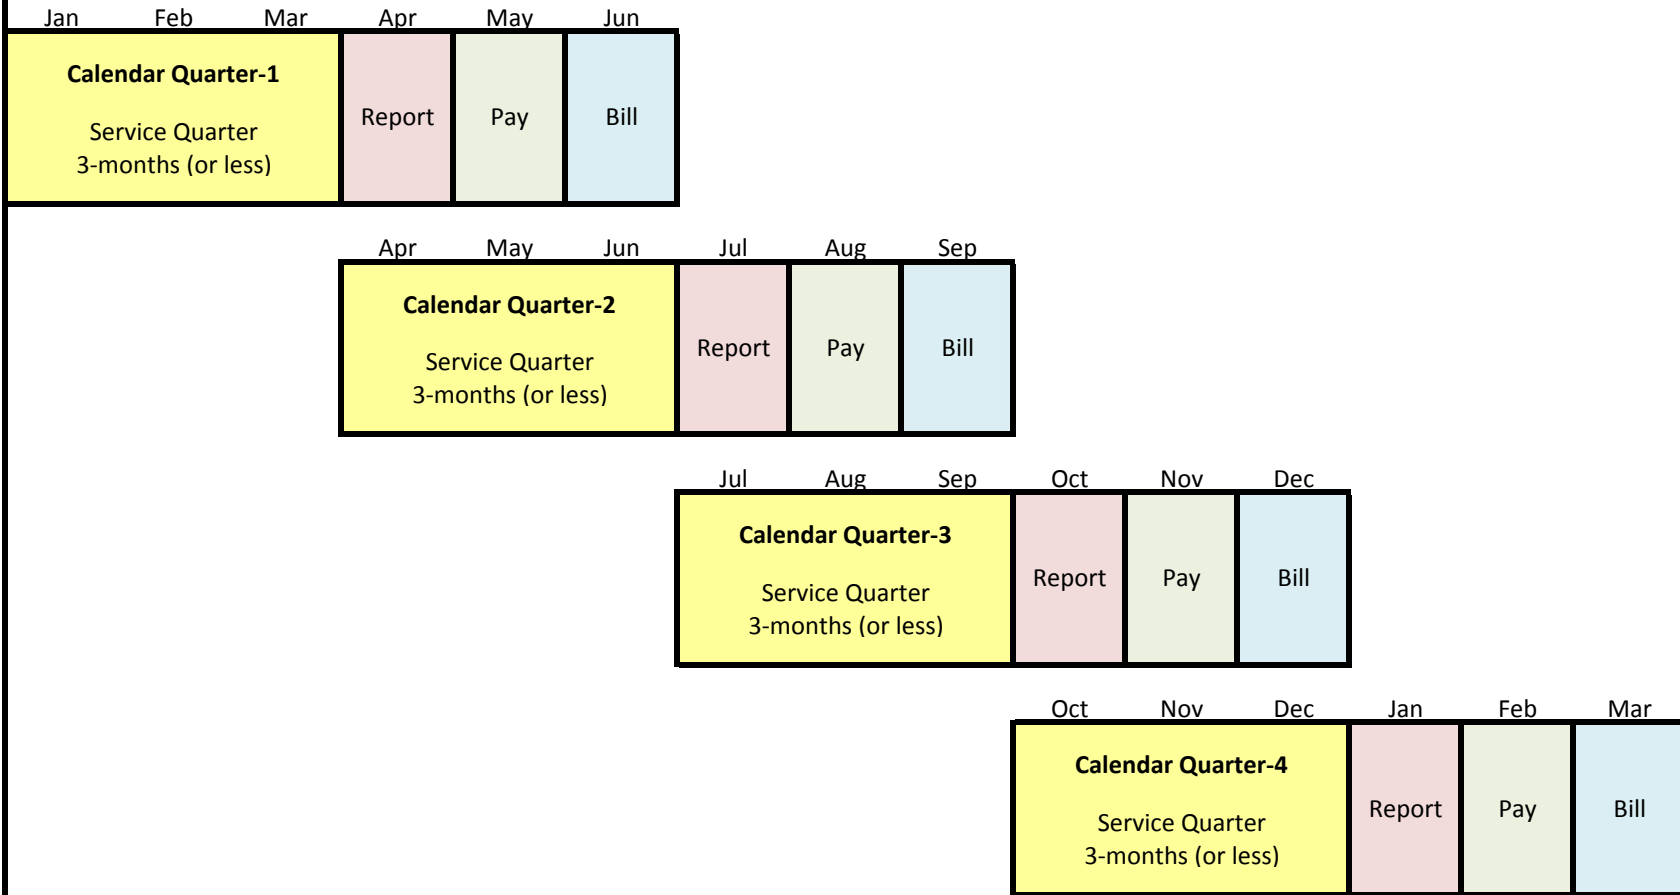 Jan Feb Mar Apr May Jun
Calendar Quarter-1
Service Quarter
3-months (or less)
Report Pay Bill
Apr May Jun Jul Aug Sep
Calendar Quarter-2
Service Quarter
3-months (or less)
Report Pay Bill
Jul Aug Sep Oct Nov Dec
Calendar Quarter-3
Service Quarter
3-months (or less)
Report Pay Bill
Oct Nov Dec Jan Feb Mar
Calendar Quarter-4
Service Quarter
3-months (or less)
Report Pay Bill